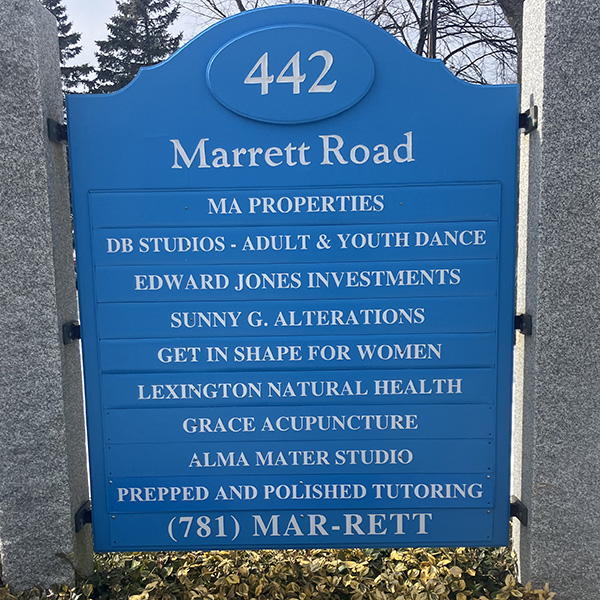 442
Marrett Road
MA PROPERTIES
DB STUDIOS - ADULT & YOUTH DANCE
EDWARD JONES INVESTMENTS
SUNNY G. ALTERATIONS
GET IN SHAPE FOR WOMEN
LEXINGTON NATURAL HEALTH
GRACE ACUPUNCTURE
ALMA MATER STUDIO
PREPPED AND POLISHED TUTORING
(781) MAR-RETT